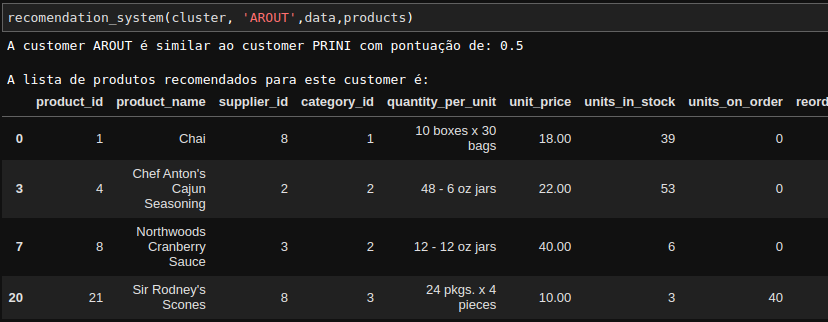 recomendation_system(cluster, 'AROUT',data,products)
A customer AROUT é similar ao customer PRINI com pontuação de: 0.5
A lista de produtos recomendados para este customer é:
product_id product_name supplier_id category_id quantity_per_unit unit_price units_in_stock units_on_order reord
0 1 Chai 8 1 10 boxes x 30 bags 18.00 39 0
3 4 Chef Anton's Cajun Seasoning 2 2 48 - 6 oz jars 22.00 53 0
7 8 Northwoods Cranberry Sauce 3 2 12 - 12 oz jars 40.00 6 0
20 21 Sir Rodney's Scones 8 3 24 pkgs. x 4 pieces 10.00 3 40